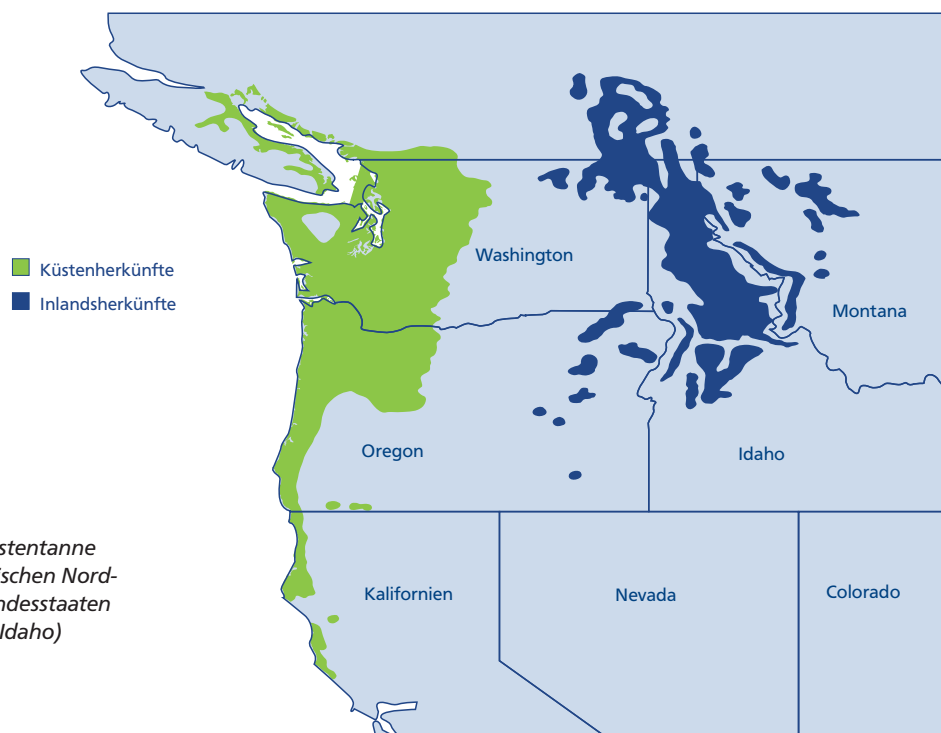 Küstenherkünfte
Inlandsherkünfte
Washington
Montana
Oregon
Idaho
Kalifornien
Nevada
Colorado
stentanne
ischen Nord-
ndesstaaten
Idaho)